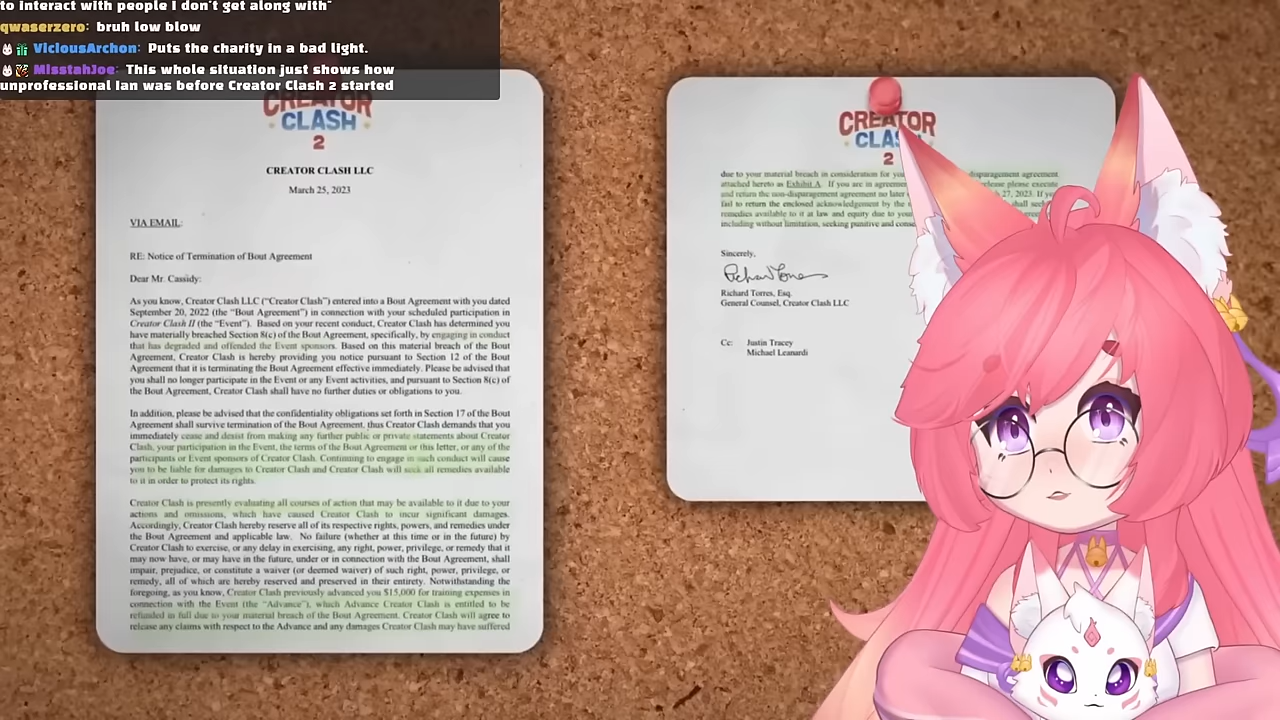 to interact with people I don't get along with"
qwaserzero: bruh low blow
ViciousArchon: Puts the charity in a bad light.
MisstahJoe: This whole situation just shows how
unprofessional Ian was before Creator Clash 2 started
CREATOR
CLASH
2
CREATOR CLASH LLC
March 25, 2023
VIA EMAIL:
RE: Notice of Termination of Bout Agreement
Dear Mr. Cassidy:
As you know, Creator Clash LLC ("Creator Clash") entered into a Bout Agreement with you dated
September 20, 2022 (the "Bout Agreement") in connection with your scheduled participation in
Creator Clash II (the "Event"). Based on your recent conduct, Creator Clash has determined you
have materially breached Section 8(c) of the Bout Agreement, specifically, by engaging in conduct
that has degraded and offended the Event sponsors. Based on this material breach of the Bout
Agreement, Creator Clash is hereby providing you notice pursuant to Section 12 of the Bout
Agreement that it is terminating the Bout Agreement effective immediately. Please be advised that
you shall no longer participate in the Event or any Event activities, and pursuant to Section 8(c) of
the Bout Agreement, Creator Clash shall have no further duties or obligations to you.
In addition, please be advised that the confidentiality obligations set forth in Section 17 of the Bout
Agreement shall survive termination of the Bout Agreement, thus Creator Clash demands that you
immediately cease and desist from making any further public or private statements about Creator
Clash, your participation in the Event, the terms of the Bout Agreement or this letter, or any of the
participants or Event sponsors of Creator Clash. Continuing to engage in such conduct will cause
you to be liable for damages to Creator Clash and Creator Clash will seek all remedies available
to it in order to protect its rights.
Creator Clash is presently evaluating all courses of action that may be available to it due to your
actions and omissions, which have caused Creator Clash to incur significant damages.
Accordingly, Creator Clash hereby reserve all of its respective rights, powers, and remedies under
the Bout Agreement and applicable law. No failure (whether at this time or in the future) by
Creator Clash to exercise, or any delay in exercising, any right, power, privilege, or remedy that it
may now have, or may have in the future, under or in connection with the Bout Agreement, shall
impair, prejudice, or constitute a waiver (or deemed waiver) of such right, power, privilege, or
remedy, all of which are hereby reserved and preserved in their entirety. Notwithstanding the
foregoing, as you know, Creator Clash previously advanced you $15,000 for training expenses in
connection with the Event (the "Advance"), which Advance Creator Clash is entitled to be
refunded in full due to your material breach of the Bout Agreement. Creator Clash will agree to
release any claims with respect to the Advance and any damages Creator Clash may have suffered
CREATOR
CLAS
2
due to your material breach in consideration for you disparagement agreement
attached hereto as Exhibit A. If you are in agreemen release please execute
and return the non-disparagement agreement no later 27, 2023. If you
fail to return the enclosed acknowledgement by the shall seek
remedies available to it at law and equity due to your
including without limitation, seeking punitive and conse
Sincerely,
Richard Torres, Esq.
General Counsel, Creator Clash LLC
Cc: Justin Tracey
Michael Leanardi